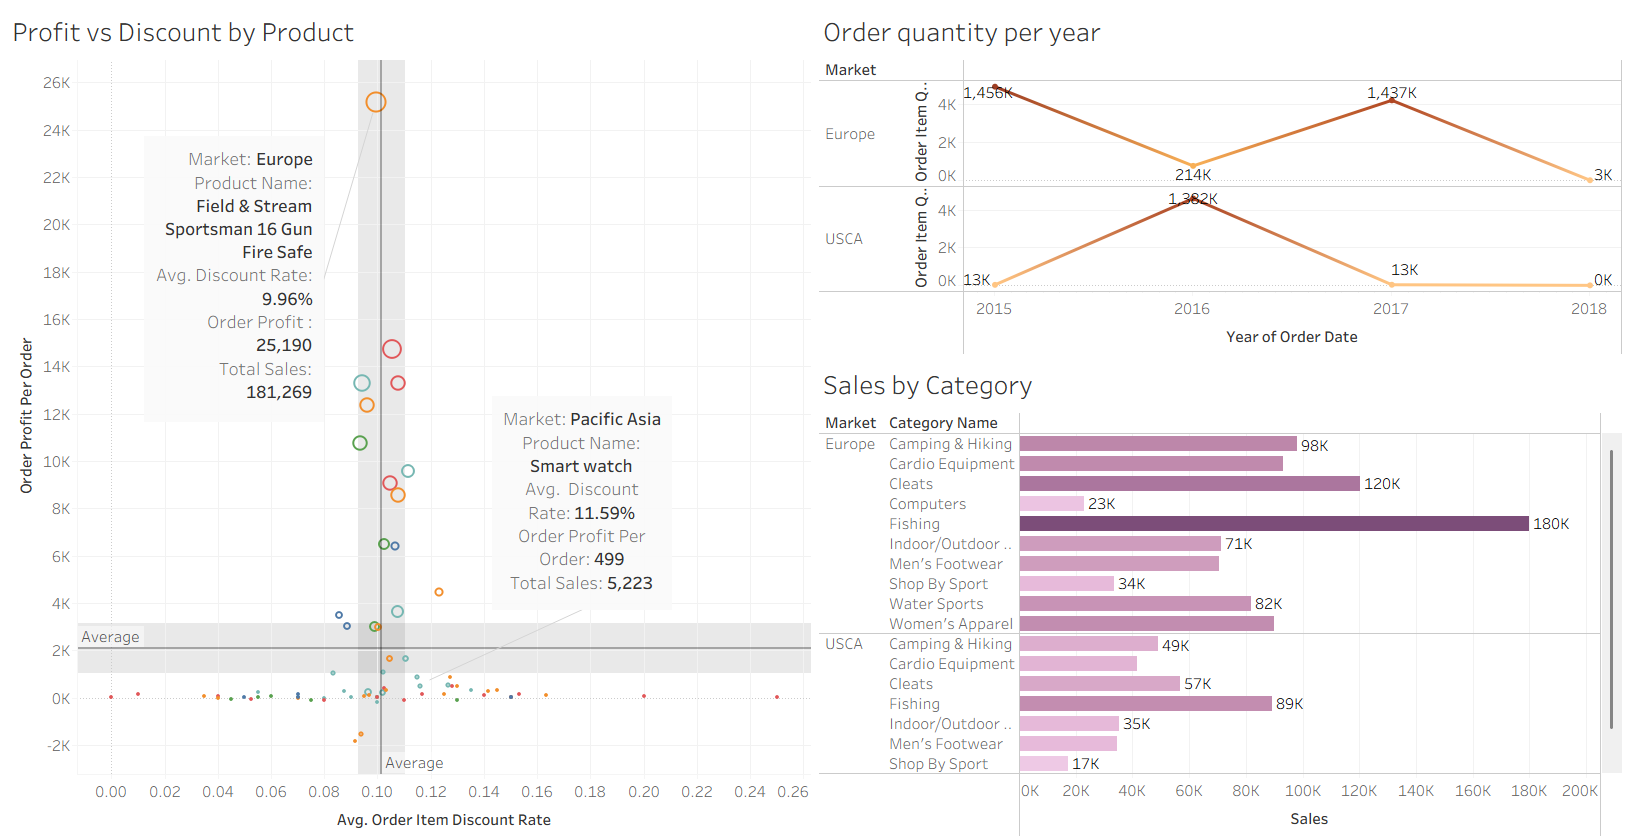 Profit vs Discount by Product
Order Profit Per Order
26K
24K
22K
20K
18K
16K
14K
12K
10K
8K
6K
4K
2K
0K
-2K
Market: Europe
Product Name:
Field & Stream
Sportsman 16 Gun
Fire Safe
Avg. Discount Rate:
9.96%
Order Profit :
25,190
Total Sales:
181,269
Market: Pacific Asia
Product Name:
Smart watch
Avg. Discount
Rate: 11.59%
Order Profit Per
Order: 499
Total Sales: 5,223
Average
Average
0.00 0.02 0.04 0.06 0.08 0.10 0.12 0.14 0.16 0.18 0.20 0.22 0.24 0.26
Avg. Order Item Discount Rate
Order quantity per year
Market
Europe
Order Item Q..
4K
2K
0K
1,456K
214K
1,437K
3K
USCA
Order Item Q..
4K
2K
0K
13K
1,382K
13K
0K
2015 2016 2017 2018
Year of Order Date
Sales by Category
Market Category Name
Europe Camping & Hiking 98K
Cardio Equipment
Cleats 120K
Computers 23K
Fishing 180K
Indoor/Outdoor .. 71K
Men's Footwear
Shop By Sport 34K
Water Sports 82K
Women's Apparel
USCA Camping & Hiking 49K
Cardio Equipment
Cleats 57K
Fishing 89K
Indoor/Outdoor .. 35K
Men's Footwear
Shop By Sport 17K
0K 20K 40K 60K 80K 100K 120K 140K 160K 180K 200K
Sales